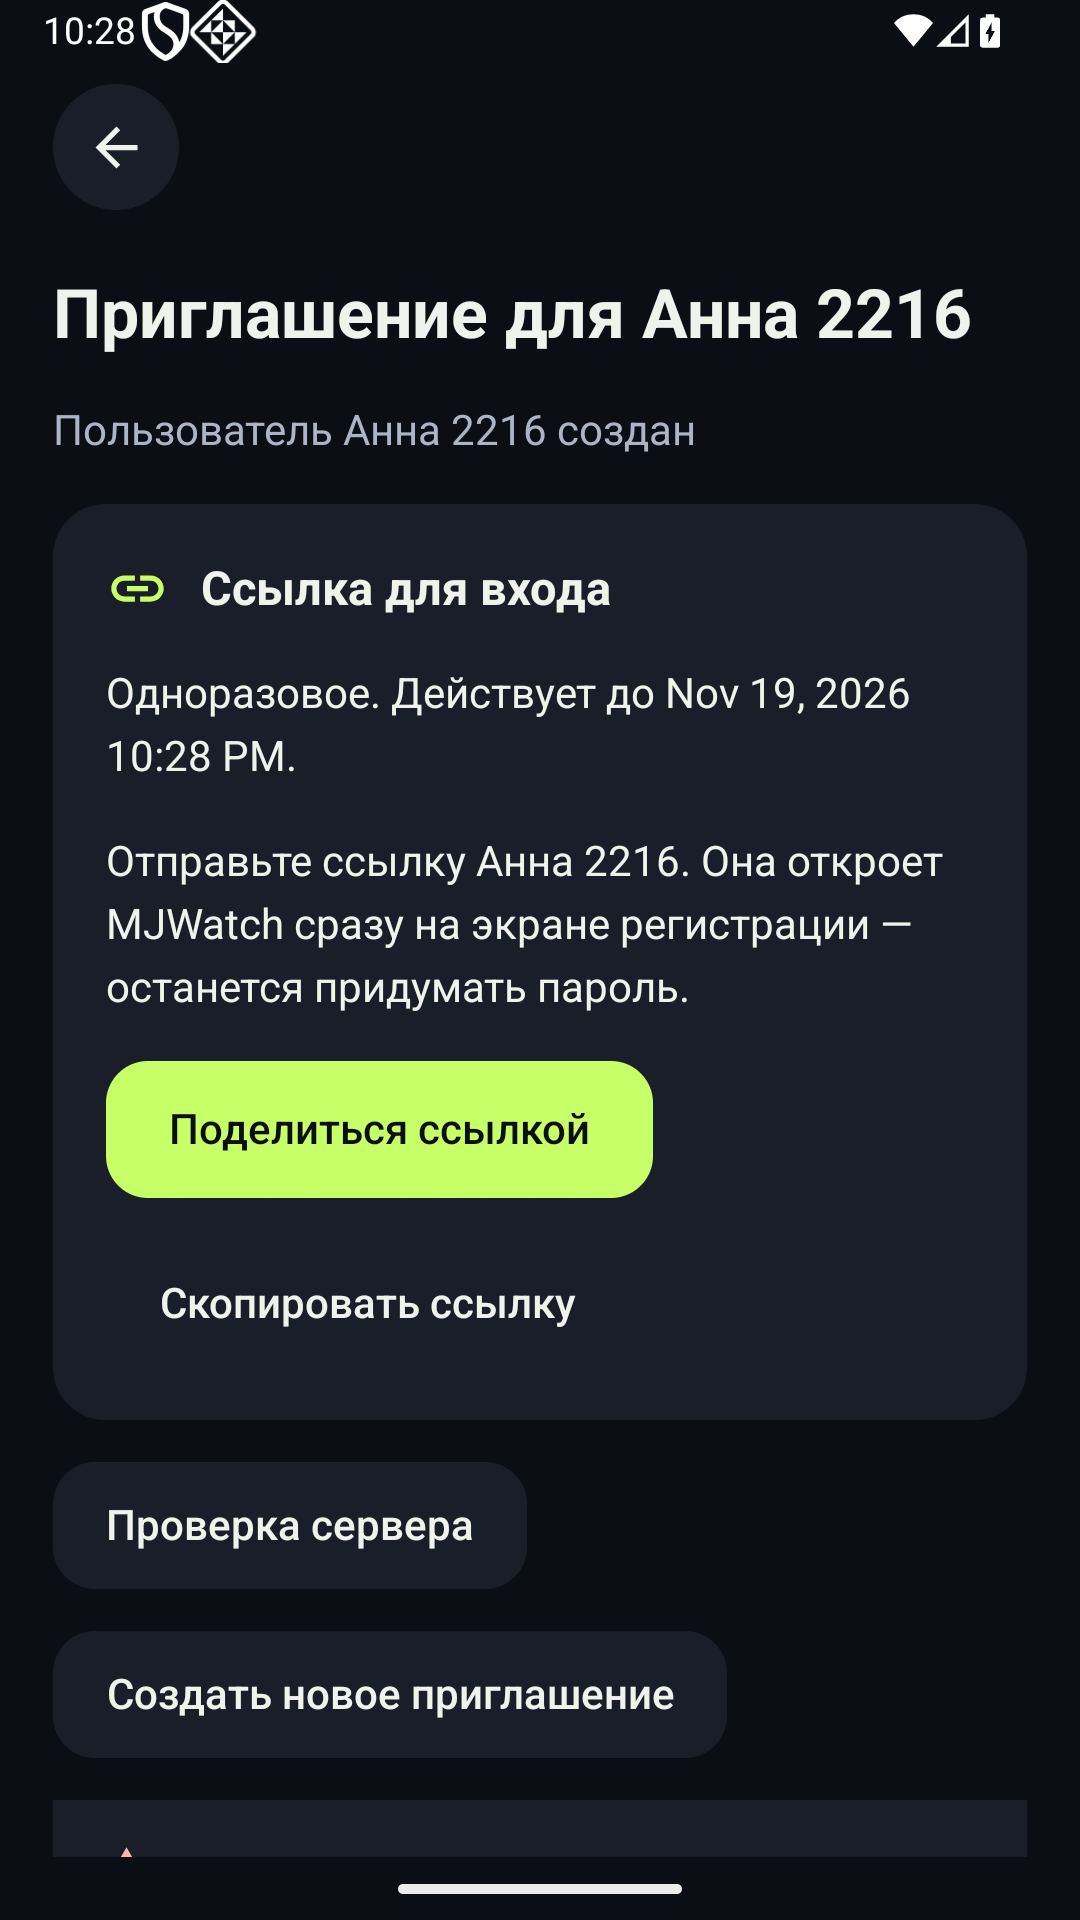 10:28
Приглашение для Анна 2216
Пользователь Анна 2216 создан
Ссылка для входа
Одноразовое. Действует до Nov 19, 2026
10:28 PM.
Отправьте ссылку Анна 2216. Она откроет
MJWatch сразу на экране регистрации —
останется придумать пароль.
Поделиться ссылкой
Скопировать ссылку
Проверка сервера
Создать новое приглашение